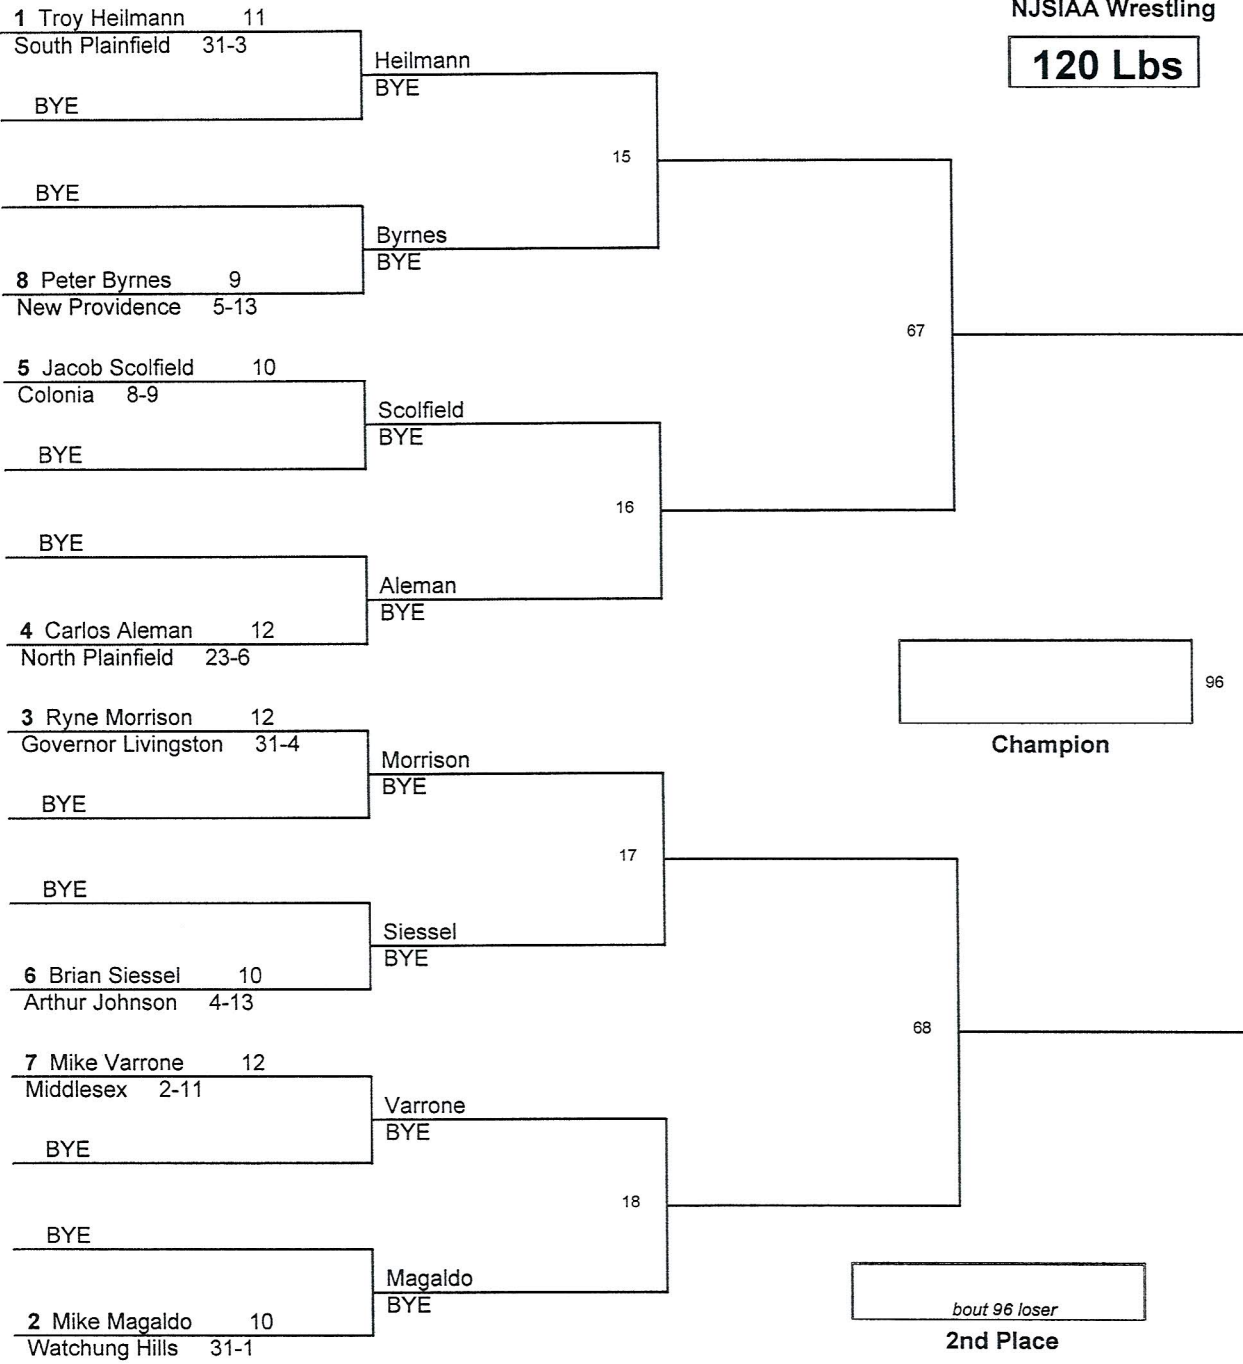 NJSIAA Wrestling
120 Lbs
1 Troy Heilmann 11
South Plainfield 31-3
BYE
Heilmann
BYE
BYE
8 Peter Byrnes 9
New Providence 5-13
Byrnes
BYE
15
5 Jacob Scolfield 10
Colonia 8-9
BYE
Scolfield
BYE
BYE
4 Carlos Aleman 12
North Plainfield 23-6
Aleman
BYE
16
67
3 Ryne Morrison 12
Governor Livingston 31-4
BYE
Morrison
BYE
BYE
6 Brian Siessel 10
Arthur Johnson 4-13
Siessel
BYE
17
7 Mike Varrone 12
Middlesex 2-11
BYE
Varrone
BYE
BYE
2 Mike Magaldo 10
Watchung Hills 31-1
Magaldo
BYE
18
68
96
Champion
bout 96 loser
2nd Place